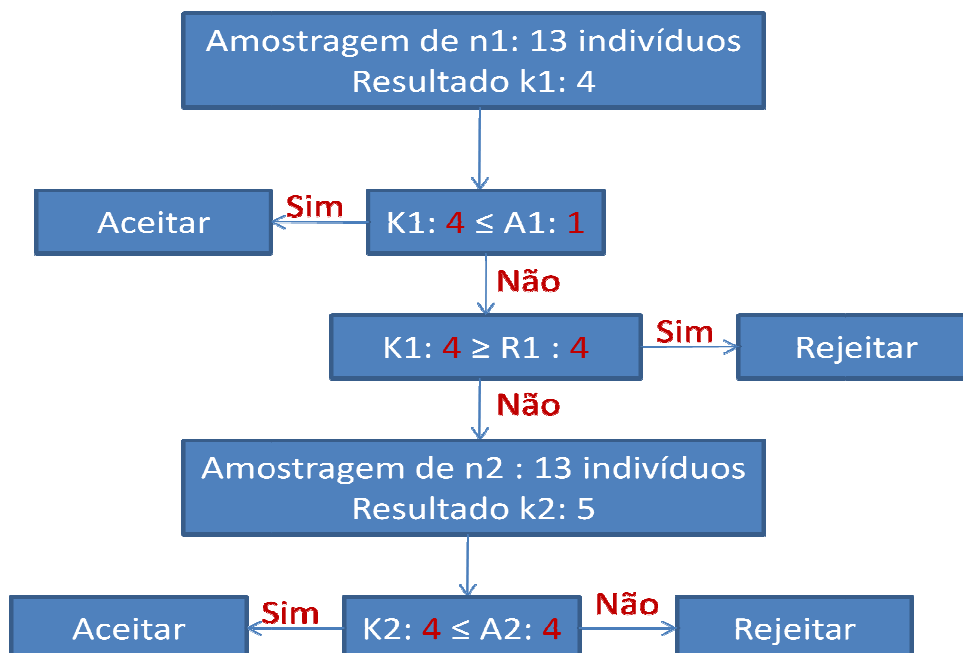 Amostragem de n1: 13 indivíduos
Resultado k1: 4
Aceitar
Sim
K1: 4 ≤ A1: 1
Não
K1: 4 ≥ R1 : 4
Sim
Rejeitar
Não
Amostragem de n2 : 13 indivíduos
Resultado k2: 5
Aceitar
Sim
K2: 4 ≤ A2: 4
Não
Rejeitar